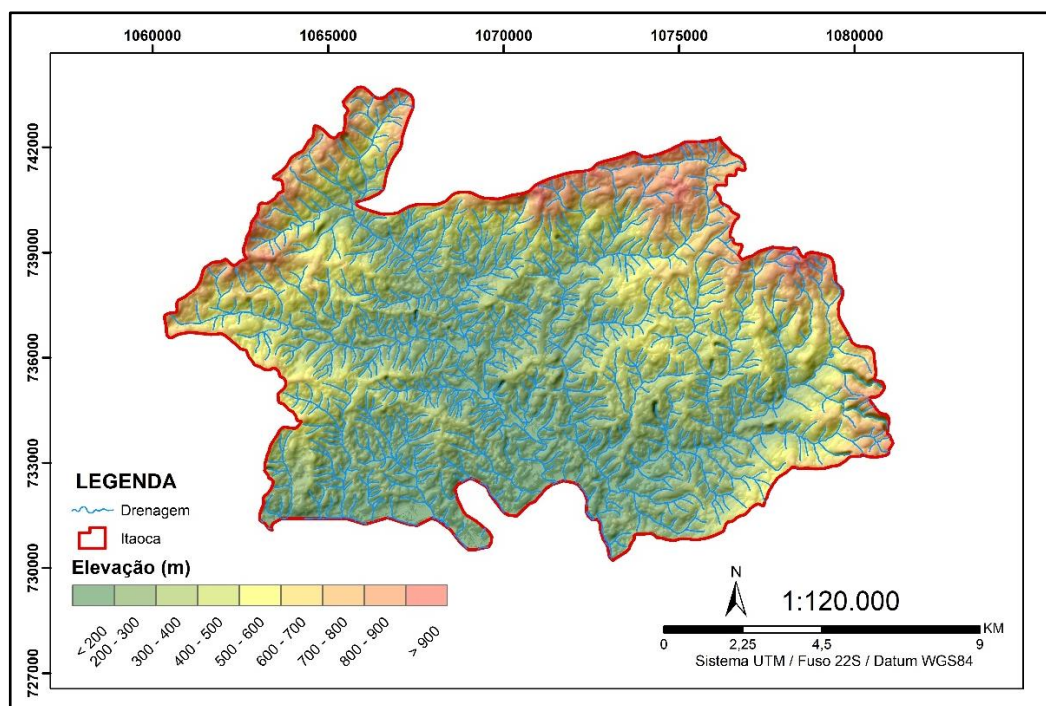 1060000 1065000 1070000 1075000 1080000
742000
739000
736000
733000
730000
727000
LEGENDA
Drenagem
Itaoca
Elevação (m)
< 200
200 - 300
300 - 400
400 - 500
500 - 600
600 - 700
700 - 800
800 - 900
> 900
N
1:120.000
KM
0 2,25 4,5 9
Sistema UTM / Fuso 22S / Datum WGS84